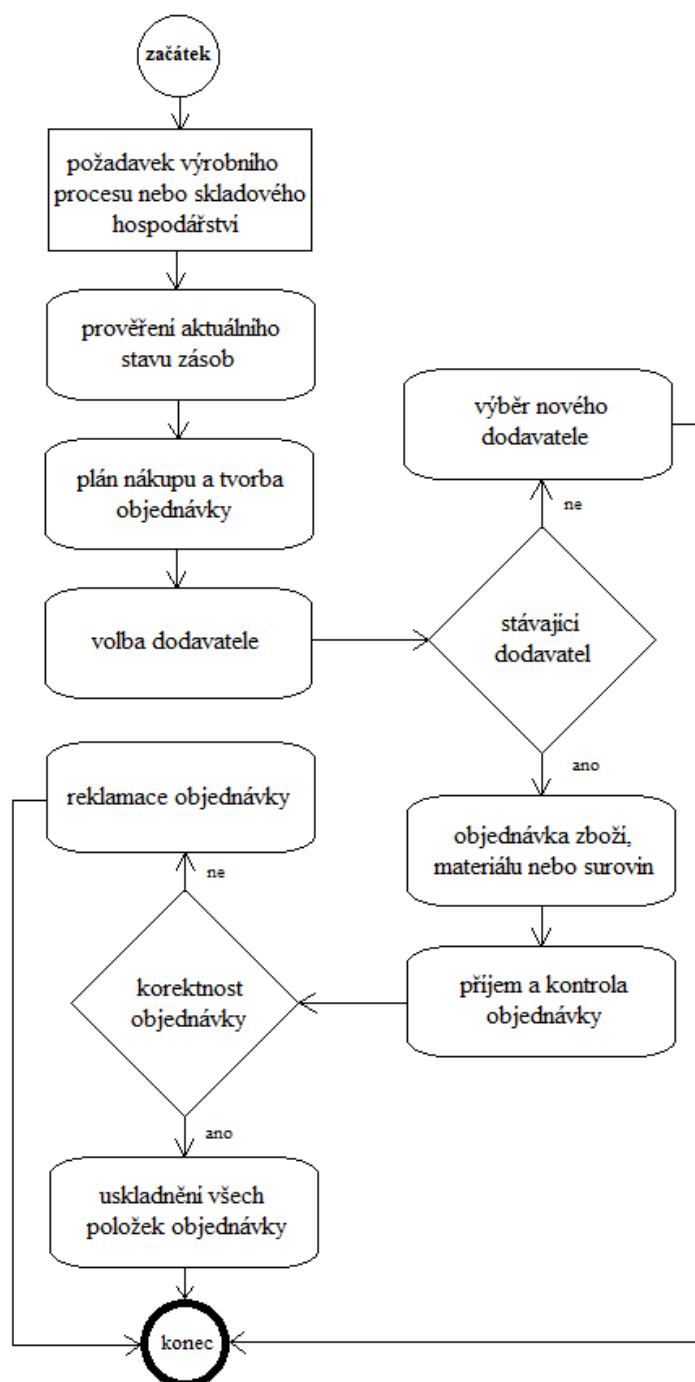 začátek
požadavek výrobního
procesu nebo skladového
hospodářství
prověření aktuálního
stavu zásob
plán nákupu a tvorba
objednávky
volba dodavatele
výběr nového
dodavatele
ne
stávající
dodavatel
ano
objednávka zboží,
materiálu nebo surovin
příjem a kontrola
objednávky
korektnost
objednávky
ne
reklamace objednávky
ano
uskladnění všech
položek objednávky
konec